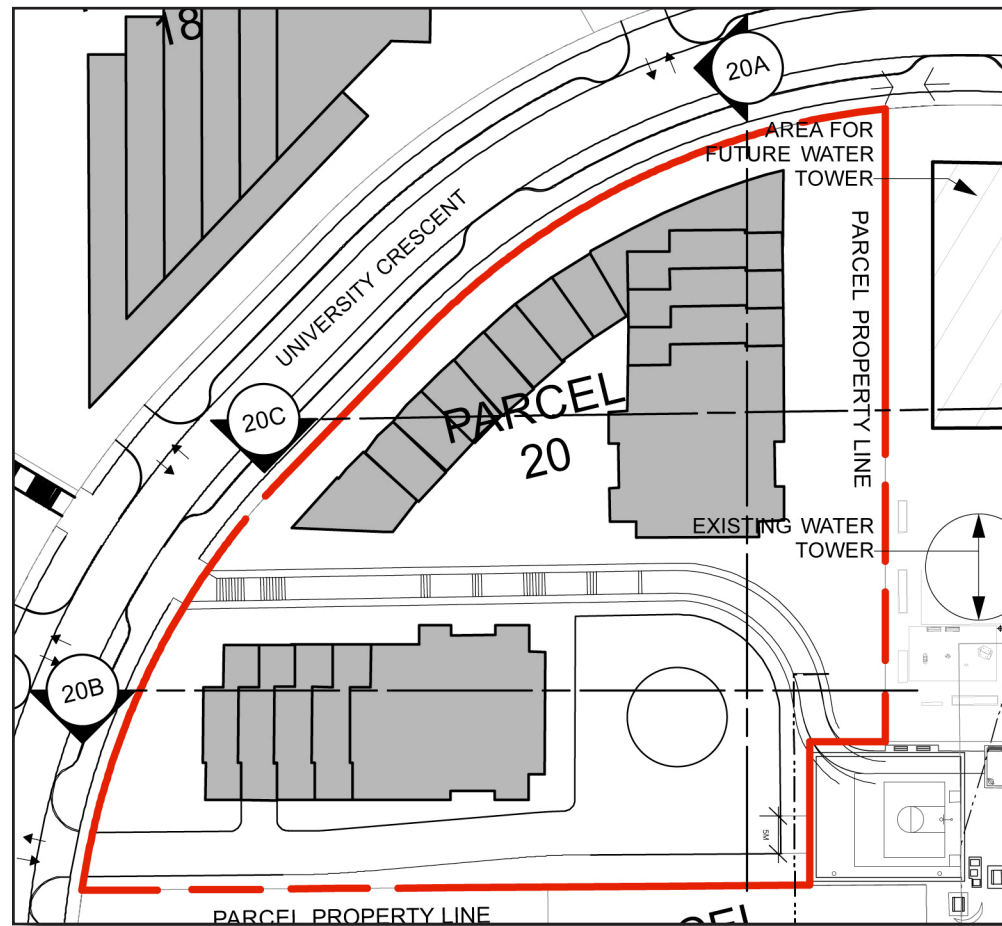 18
20A
AREA FOR
FUTURE WATER
TOWER
UNIVERSITY CRESCENT
PARCEL PROPERTY LINE
20C
PARCEL
20
EXISTING WATER
TOWER
20B
5M
PARCEL PROPERTY LINE